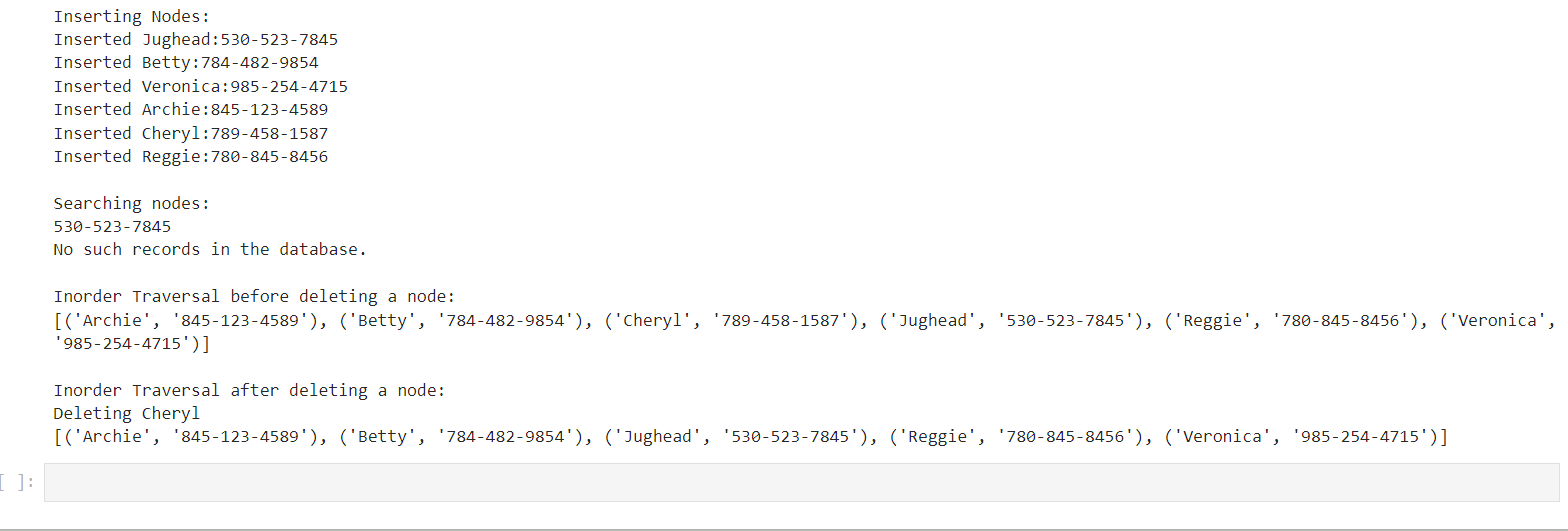 Inserting Nodes:
Inserted Jughead:530-523-7845
Inserted Betty:784-482-9854
Inserted Veronica:985-254-4715
Inserted Archie:845-123-4589
Inserted Cheryl:789-458-1587
Inserted Reggie:780-845-8456
Searching nodes:
530-523-7845
No such records in the database.
Inorder Traversal before deleting a node:
[('Archie', '845-123-4589'), ('Betty', '784-482-9854'), ('Cheryl', '789-458-1587'), ('Jughead', '530-523-7845'), ('Reggie', '780-845-8456'), ('Veronica',
'985-254-4715')]
Inorder Traversal after deleting a node:
Deleting Cheryl
[('Archie', '845-123-4589'), ('Betty', '784-482-9854'), ('Jughead', '530-523-7845'), ('Reggie', '780-845-8456'), ('Veronica', '985-254-4715')]
[ ]: